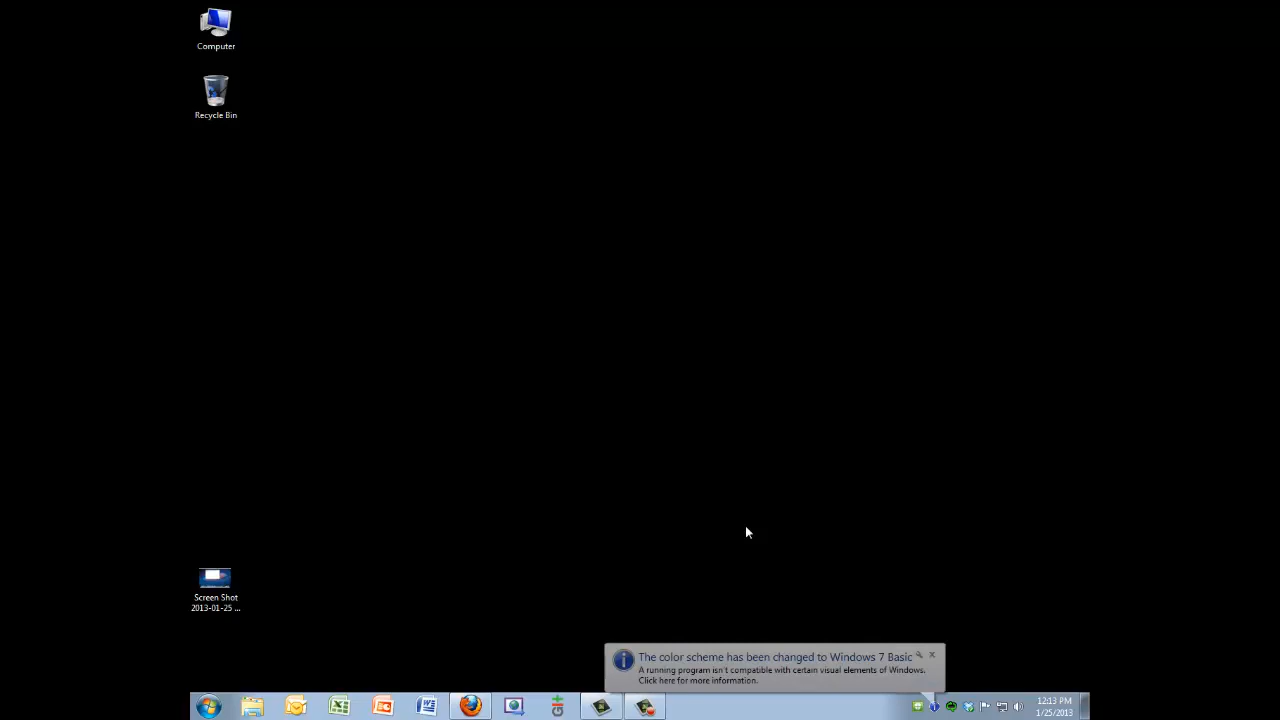 Computer
Recycle Bin
Screen Shot
2013-01-25 ...
The color scheme has been changed to Windows 7 Basic
A running program isn't compatible with certain visual elements of Windows.
Click here for more information.
12:13 PM
1/25/2013